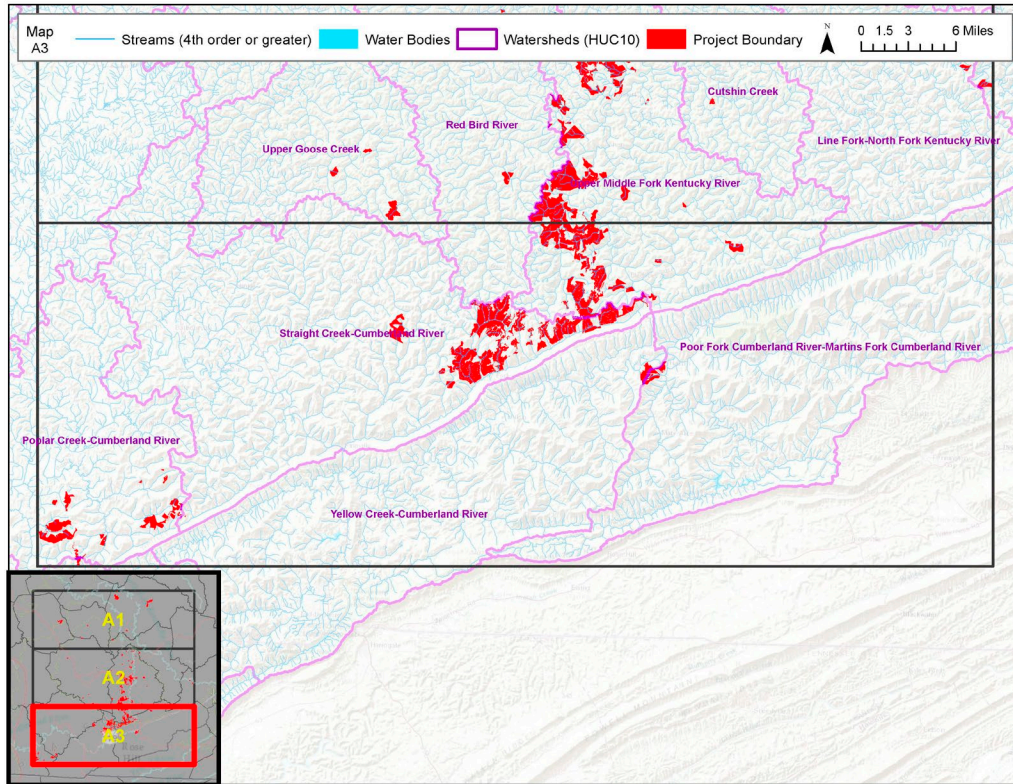 Map
A3
Streams (4th order or greater)
Water Bodies
Watersheds (HUC10)
Project Boundary
N
0 1.5 3 6 Miles
Cutshin Creek
Red Bird River
Line Fork-North Fork Kentucky River
Upper Goose Creek
Middle Fork Kentucky River
Straight Creek-Cumberland River
Poor Fork Cumberland River-Martins Fork Cumberland River
Poplar Creek-Cumberland River
Yellow Creek-Cumberland River
A1
A2
A3